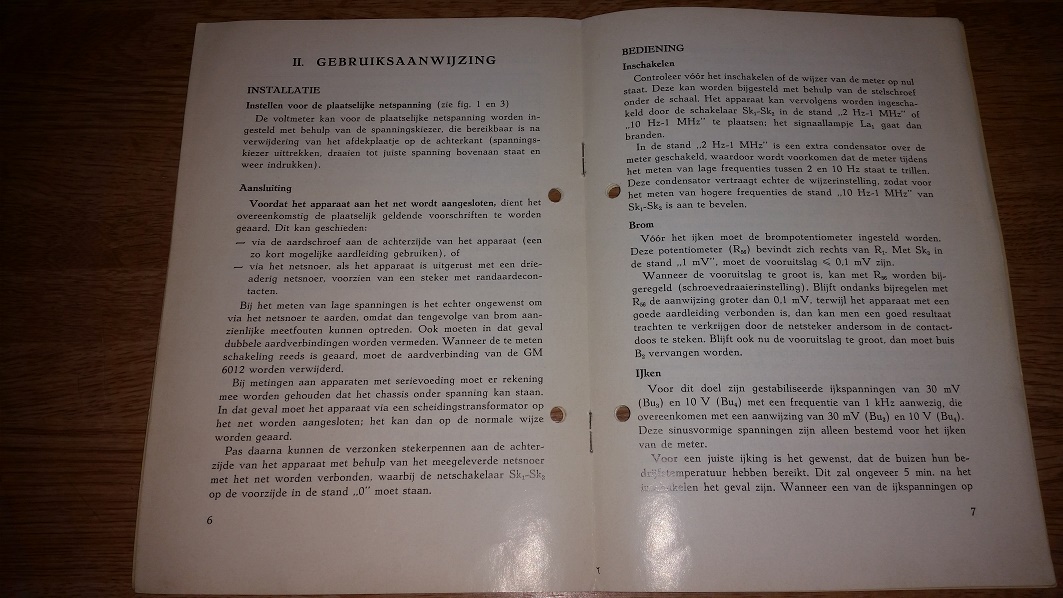 II. GEBRUIKSAANWIJZING
INSTALLATIE
Instellen voor de plaatselijke netspanning (zie fig. 1 en 3)
De voltmeter kan voor de plaatselijke netspanning worden in-
gesteld met behulp van de spanningskiezer, die bereikbaar is na
verwijdering van het afdekplaatje op de achterkant (spannings-
kiezer uittrekken, draaien tot juiste spanning bovenaan staat en
weer indrukken).
Aansluiting
Voordat het apparaat aan het net wordt aangesloten, dient het
overeenkomstig de plaatselijk geldende voorschriften te worden
geaard. Dit kan geschieden:
— via de aardschroef aan de achterzijde van het apparaat (een
zo kort mogelijke aardleiding gebruiken), of
— via het netsnoer, als het apparaat is uitgerust met een drie-
aderig netsnoer, voorzien van een steker met randaardecon-
tacten.
Bij het meten van lage spanningen is het echter ongewenst om
via het netsnoer te aarden, omdat dan tengevolge van brom aan-
zienlijke meetfouten kunnen optreden. Ook moeten in dat geval
dubbele aardverbindingen worden vermeden. Wanneer de te meten
schakeling reeds is geaard, moet de aardverbinding van de GM
6012 worden verwijderd.
Bij metingen aan apparaten met serievoeding moet er rekening
mee worden gehouden dat het chassis onder spanning kan staan.
In dat geval moet het apparaat via een scheidingstransformator op
het net worden aangesloten; het kan dan op de normale wijze
worden geaard.
Pas daarna kunnen de verzonken stekerpennen aan de achter-
zijde van het apparaat met behulp van het meegeleverde netsnoer
met het net worden verbonden, waarbij de netschakelaar Sk₁-Sk₂
op de voorzijde in de stand „0” moet staan.
6
BEDIENING
Inschakelen
Controleer vóór het inschakelen of de wijzer van de meter op nul
staat. Deze kan worden bijgesteld met behulp van de stelschroef
onder de schaal. Het apparaat kan vervolgens worden ingescha-
keld door de schakelaar Sk₁-Sk₂ in de stand „2 Hz-1 MHz” of
„10 Hz-1 MHz” te plaatsen; het signaallampje La₁ gaat dan
branden.
In de stand „2 Hz-1 MHz” is een extra condensator over de
meter geschakeld, waardoor wordt voorkomen dat de meter tijdens
het meten van lage frequenties tussen 2 en 10 Hz staat te trillen.
Deze condensator vertraagt echter de wijzerinstelling, zodat voor
het meten van hogere frequenties de stand „10 Hz-1 MHz” van
Sk₁-Sk₂ is aan te bevelen.
Brom
Vóór het ijken moet de brompotentiometer ingesteld worden.
Deze potentiometer (R₅₆) bevindt zich rechts van R₁. Met Sk₃ in
de stand „1 mV”, moet de vooruitslag ≤ 0,1 mV zijn.
Wanneer de vooruitslag te groot is, kan met R₅₆ worden bij-
geregeld (schroevedraaierinstelling). Blijft ondanks bijregelen met
R₅₆ de aanwijzing groter dan 0,1 mV, terwijl het apparaat met een
goede aardleiding verbonden is, dan kan men een goed resultaat
trachten te verkrijgen door de netsteker andersom in de contact-
doos te steken. Blijft ook nu de vooruitslag te groot, dan moet buis
B₂ vervangen worden.
IJken
Voor dit doel zijn gestabiliseerde ijkspanningen van 30 mV
(Bu₃) en 10 V (Bu₄) met een frequentie van 1 kHz aanwezig, die
overeenkomen met een aanwijzing van 30 mV (Bu₃) en 10 V (Bu₄).
Deze sinusvormige spanningen zijn alleen bestemd voor het ijken
van de meter.
Voor een juiste ijking is het gewenst, dat de buizen hun be-
drijfstemperatuur hebben bereikt. Dit zal ongeveer 5 min. na het
inschakelen het geval zijn. Wanneer een van de ijkspanningen op
7